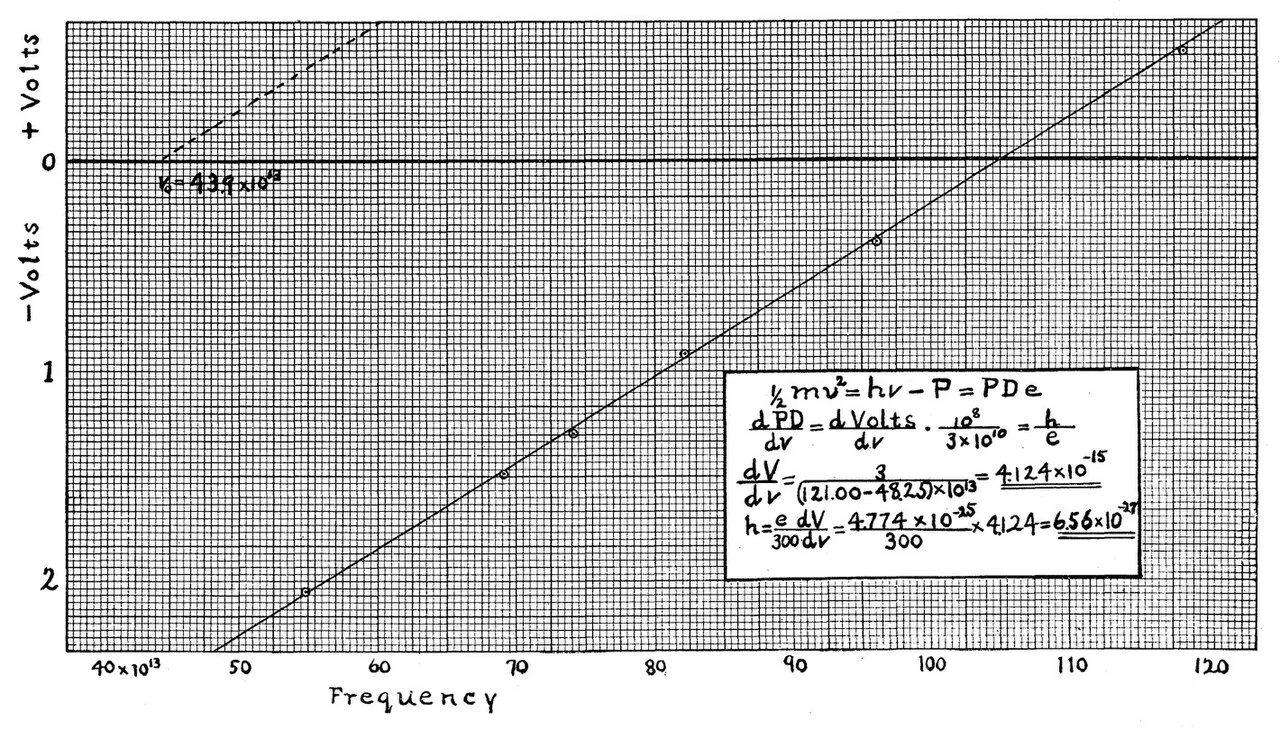 + Volts
0
ν₀= 43.9×10¹³
−Volts
1
2
½mv²=hν − P = PDe
dPD/dν = dVolts/dν · 10⁸/3×10¹⁰ = h/e
dV/dν = 3/(121.00−48.25)×10¹³ = 4.124×10⁻¹⁵
h= e/300 dV/dν = 4.774×10⁻²⁵/300 ×4.124=6.56×10⁻²⁷
40×10¹³ 50 60 70 80 90 100 110 120
Frequency